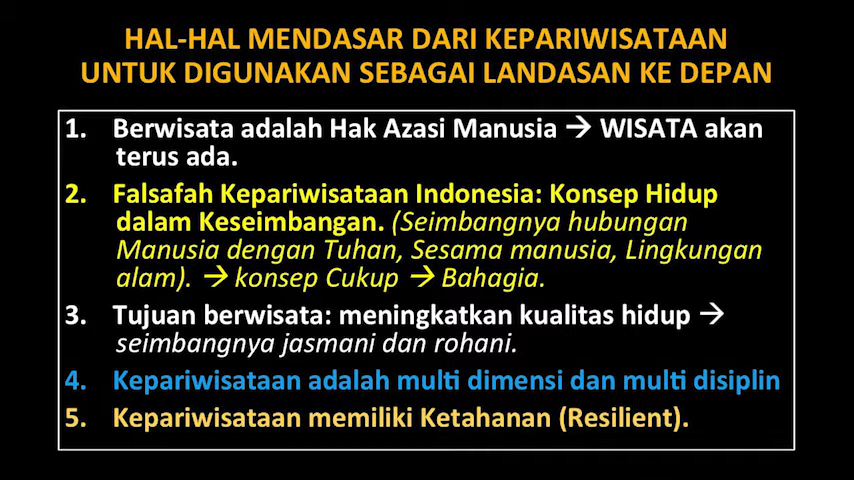 HAL-HAL MENDASAR DARI KEPARIWISATAAN
UNTUK DIGUNAKAN SEBAGAI LANDASAN KE DEPAN
1. Berwisata adalah Hak Azasi Manusia → WISATA akan
terus ada.
2. Falsafah Kepariwisataan Indonesia: Konsep Hidup
dalam Keseimbangan. (Seimbangnya hubungan
Manusia dengan Tuhan, Sesama manusia, Lingkungan
alam). → konsep Cukup → Bahagia.
3. Tujuan berwisata: meningkatkan kualitas hidup →
seimbangnya jasmani dan rohani.
4. Kepariwisataan adalah multi dimensi dan multi disiplin
5. Kepariwisataan memiliki Ketahanan (Resilient).